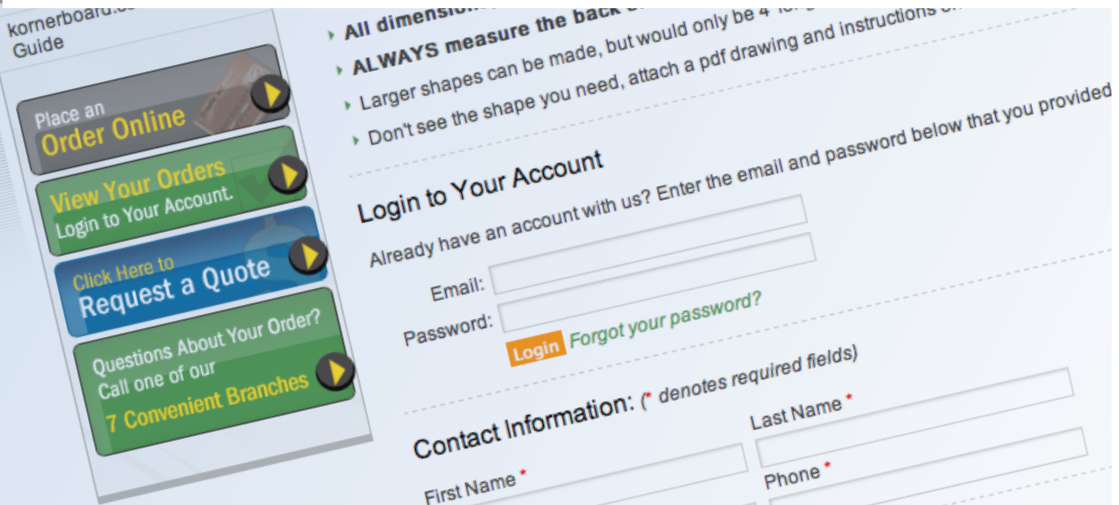 kornerboard.c
Guide
Place an
Order Online
View Your Orders
Login to Your Account.
Click Here to
Request a Quote
Questions About Your Order?
Call one of our
7 Convenient Branches
All dimension
ALWAYS measure the back
Larger shapes can be made, but would only be 4'
Don't see the shape you need, attach a pdf drawing and instructions
Login to Your Account
Already have an account with us? Enter the email and password below that you provided
Email:
Password:
Login Forgot your password?
Contact Information: (* denotes required fields)
First Name *
Last Name *
Phone *